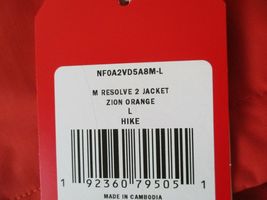 NF0A2VD5A8M-L
M RESOLVE 2 JACKET
ZION ORANGE
L
HIKE
1 92360 79505 1
MADE IN CAMBODIA